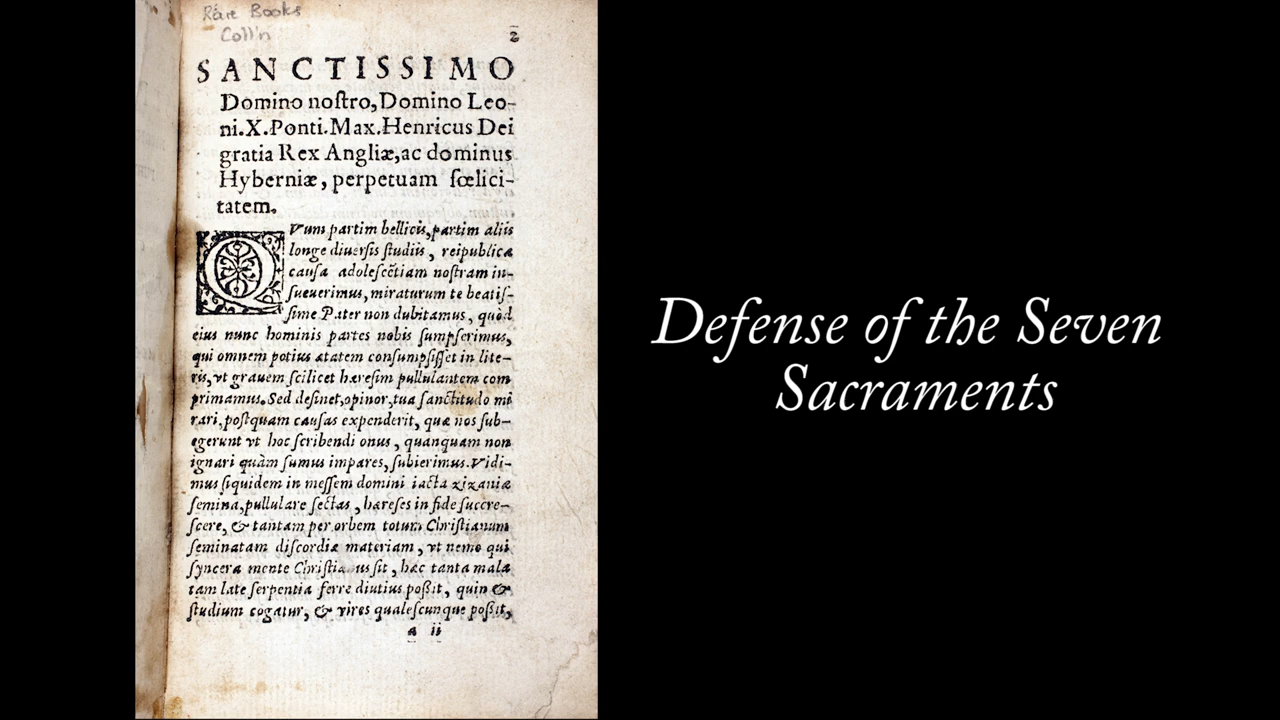 Rare Books
Coll'n
2
SANCTISSIMO
Domino noſtro, Domino Leo-
ni.X.Ponti.Max.Henricus Dei
gratia Rex Angliæ,ac dominus
Hyberniæ, perpetuam fœlici-
tatem.
QVum partim bellicis,partim aliis
longe diuerſis ſtudiis, reipublicæ
cauſa adoleſcētiam noſtram in-
ſueuerimus, miraturum te beatiſ-
ſime Pater non dubitamus, quòd
eius nunc hominis partes nobis ſumpſerimus,
qui omnem potius ætatem conſumpſiſſet in lite-
ris, vt grauem ſcilicet hæreſim pullulantem com
primamus. Sed deſinet, opinor, tua ſanctitudo mi
rari, poſtquam cauſas expenderit, quæ nos ſub-
egerunt vt hoc ſcribendi onus, quanquam non
ignari quàm ſumus impares, ſubierimus. Vidi-
mus ſiquidem in meſſem domini iacta zizaniæ
ſemina, pullulare ſectas, hæreſes in fide ſuccre-
ſcere, & tantam per orbem totum Chriſtianum
ſeminatam diſcordiæ materiam, vt nemo qui
ſyncera mente Chriſtianus ſit, hæc tanta mala
tam late ſerpentia ferre diutius poßit, quin &
ſtudium cogatur, & vires qualeſcunque poßit,
a ii
Defense of the Seven
Sacraments